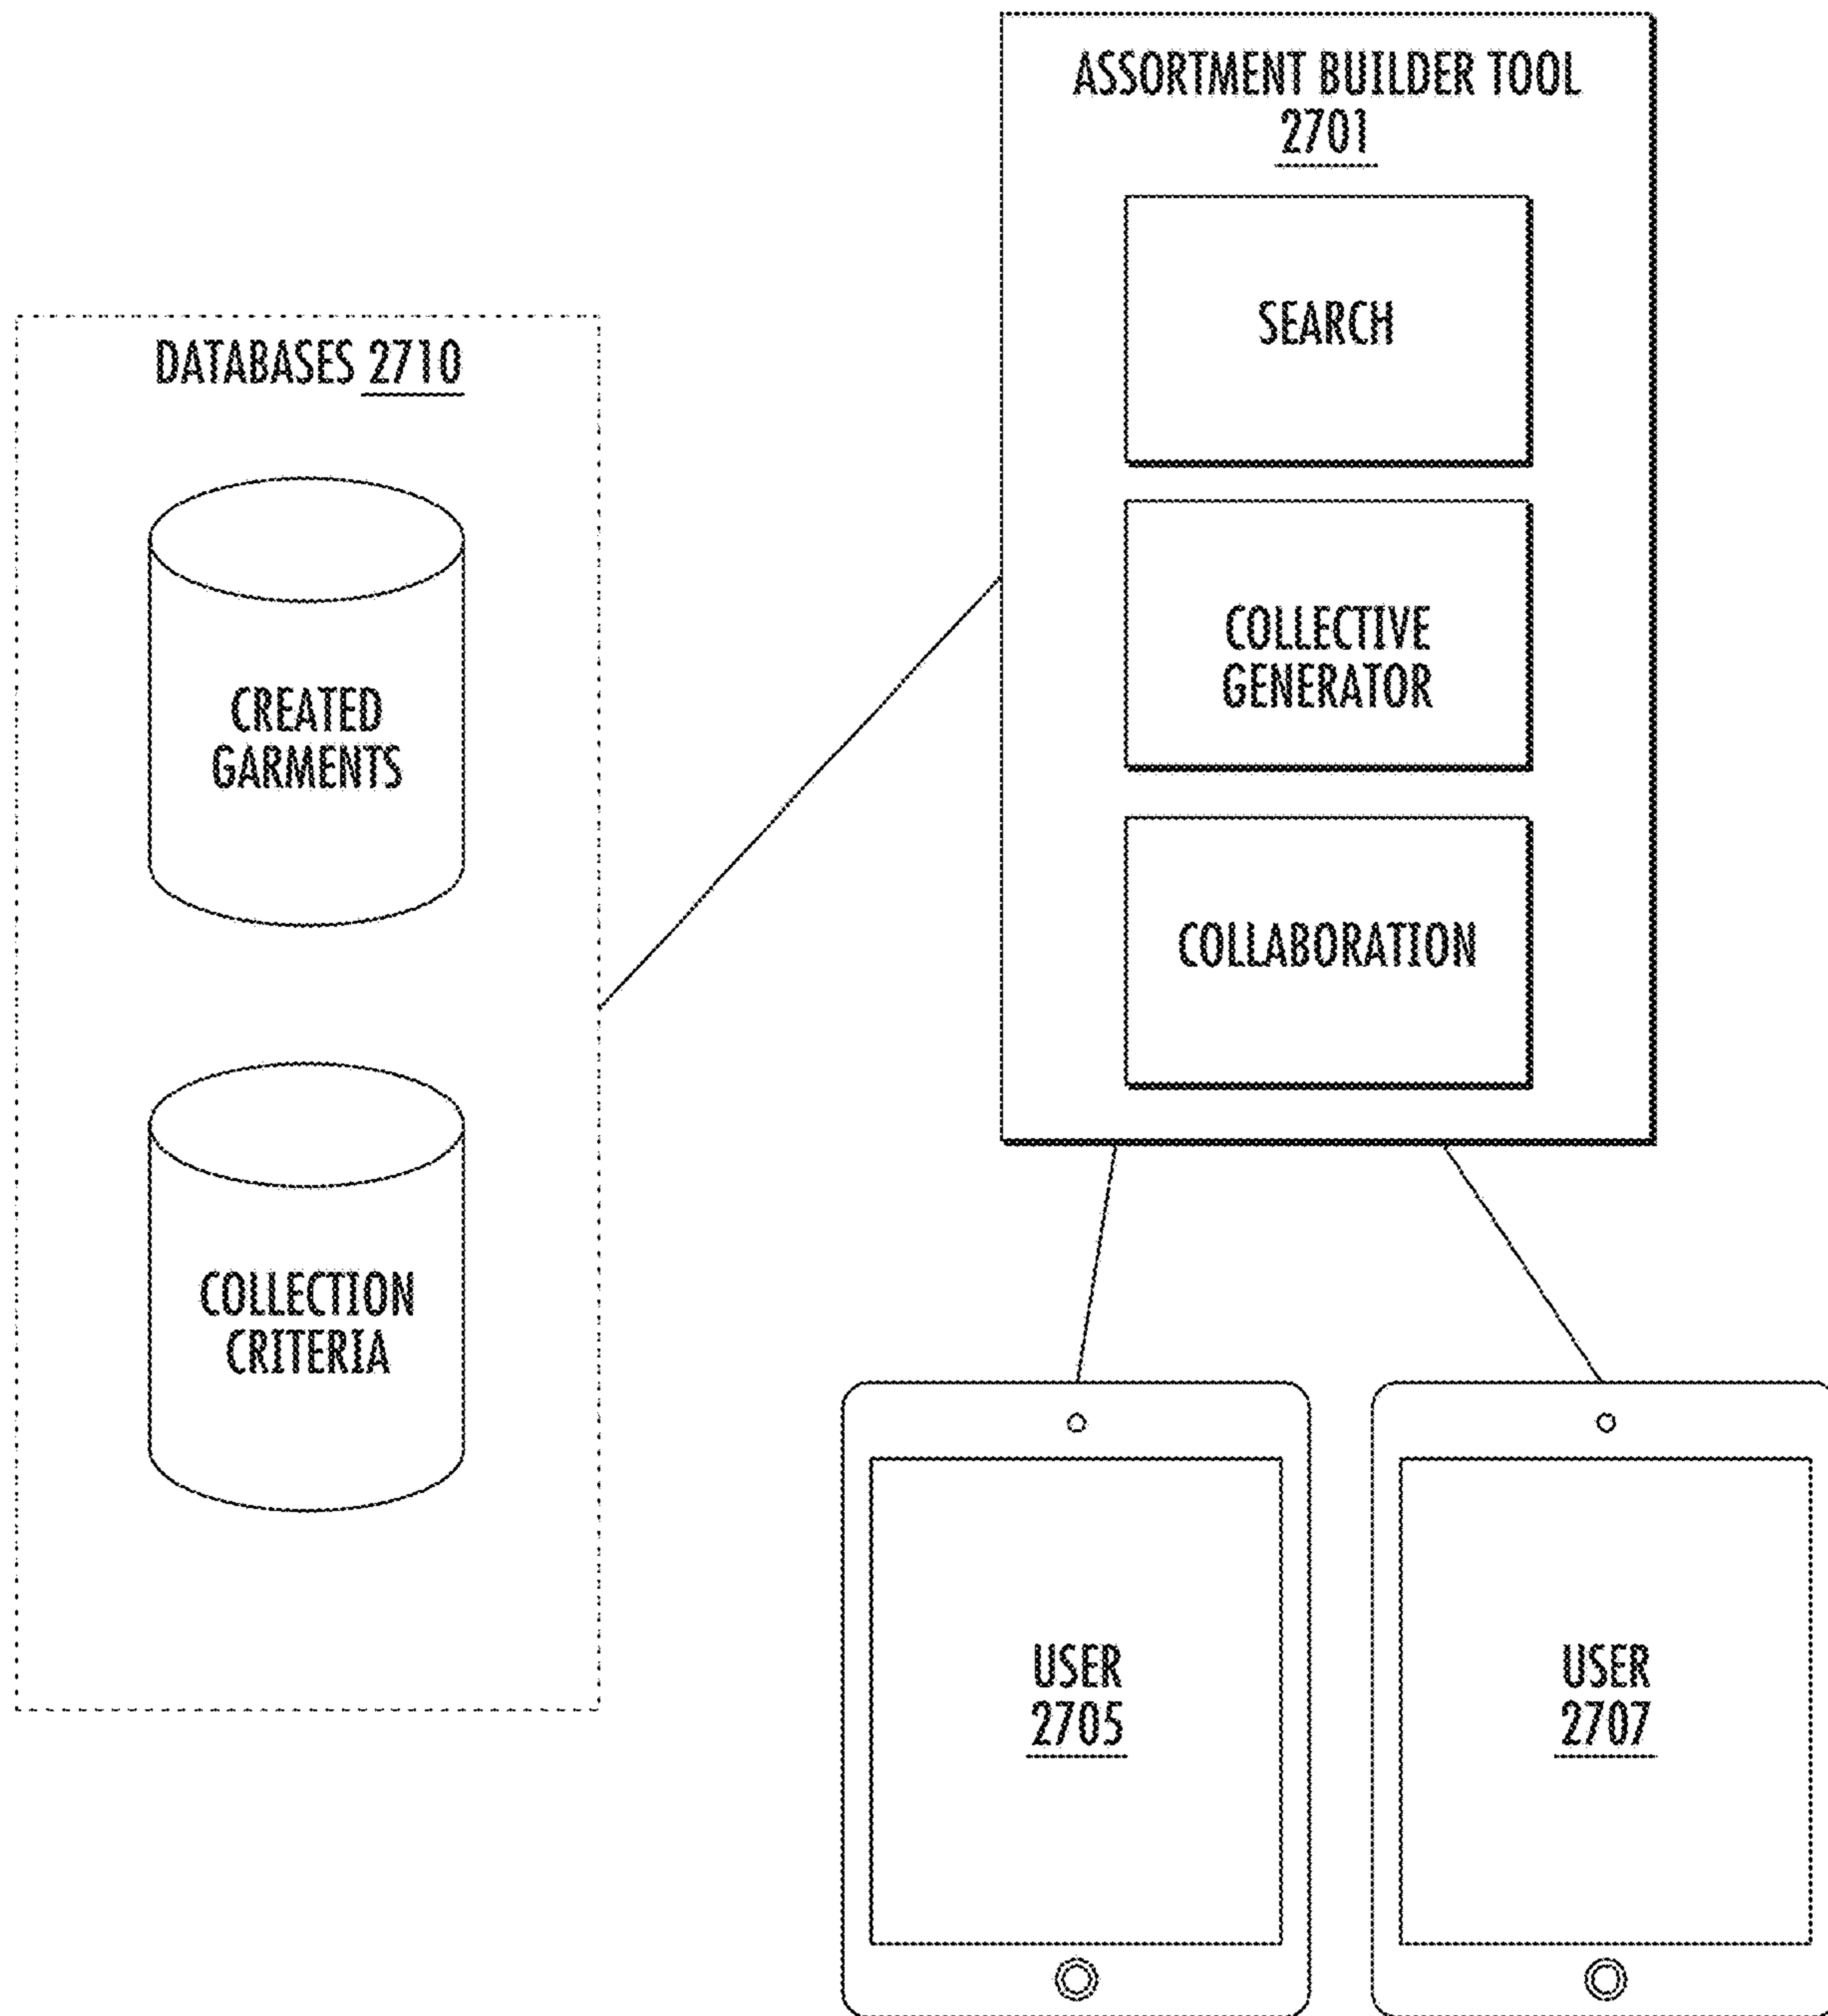 ASSORTMENT BUILDER TOOL
2701
SEARCH
COLLECTIVE
GENERATOR
COLLABORATION
DATABASES 2710
CREATED
GARMENTS
COLLECTION
CRITERIA
USER
2705
USER
2707